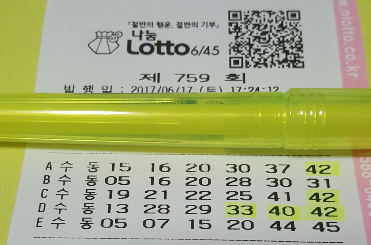 「절반의 행운, 절반의 기부」
나눔
Lotto 6/45
제 759 회
발 행 일 : 2017/06/17 (토) 17:24:12
A 수 동 15 16 20 30 37 42
B 수 동 05 16 20 28 30 31
C 수 동 19 21 22 25 41 42
D 수 동 13 28 29 33 40 42
E 수 동 05 07 15 20 44 45
nlotto.co.kr